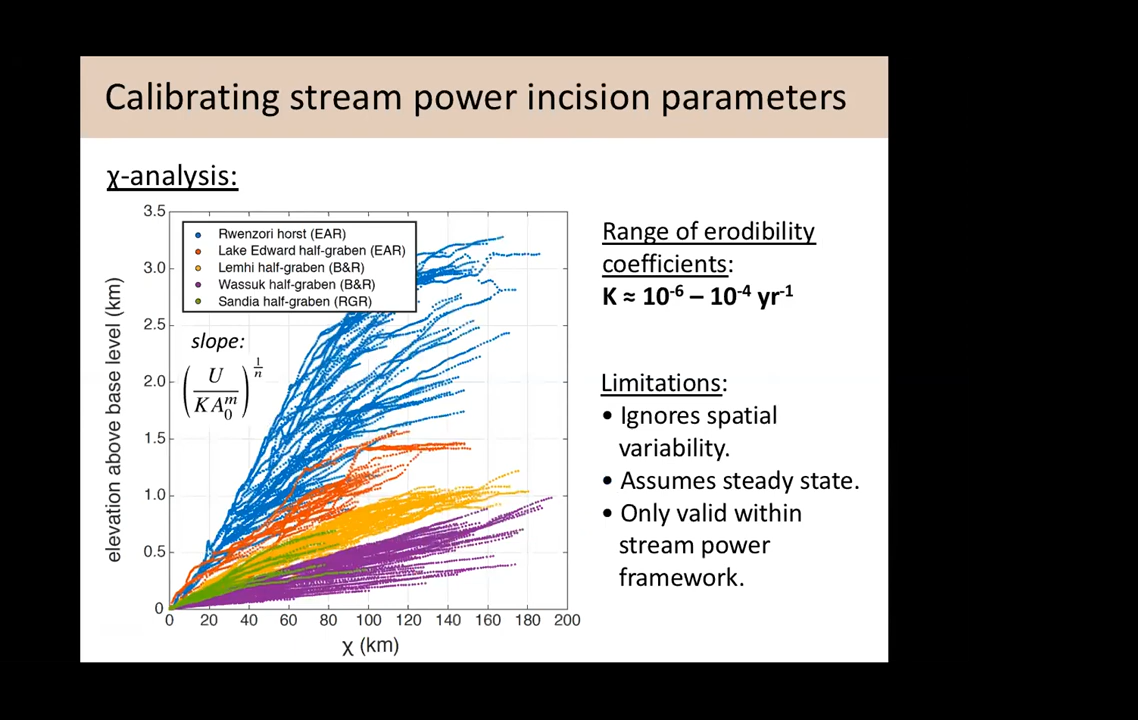 Calibrating stream power incision parameters
χ-analysis:
3.5
3.0
2.5
2.0
1.5
1.0
0.5
0
elevation above base level (km)
Rwenzori horst (EAR)
Lake Edward half-graben (EAR)
Lemhi half-graben (B&R)
Wassuk half-graben (B&R)
Sandia half-graben (RGR)
slope:
(U / KA₀ᵐ)^(1/n)
0 20 40 60 80 100 120 140 160 180 200
χ (km)
Range of erodibility
coefficients:
K ≈ 10⁻⁶ – 10⁻⁴ yr⁻¹
Limitations:
• Ignores spatial
variability.
• Assumes steady state.
• Only valid within
stream power
framework.